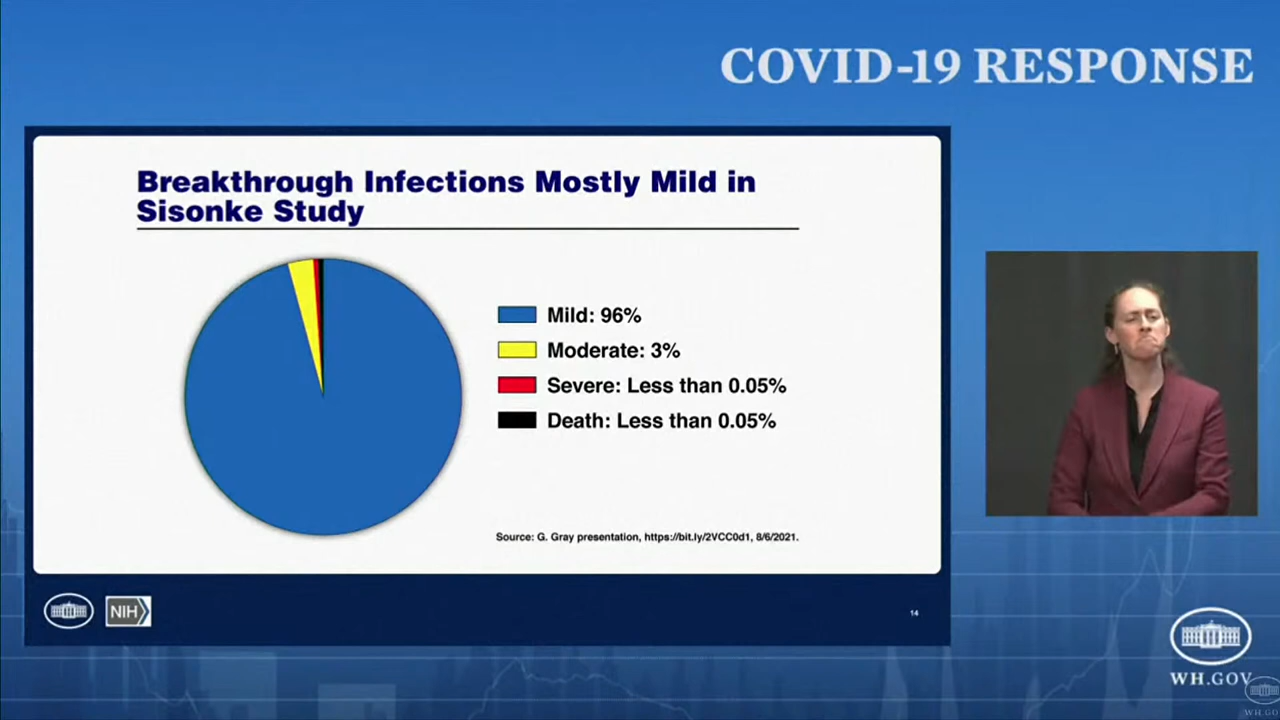 COVID-19 RESPONSE
Breakthrough Infections Mostly Mild in
Sisonke Study
Mild: 96%
Moderate: 3%
Severe: Less than 0.05%
Death: Less than 0.05%
Source: G. Gray presentation, https://bit.ly/2VCC0d1, 8/6/2021.
NIH
14
WH.GOV
WH.GO